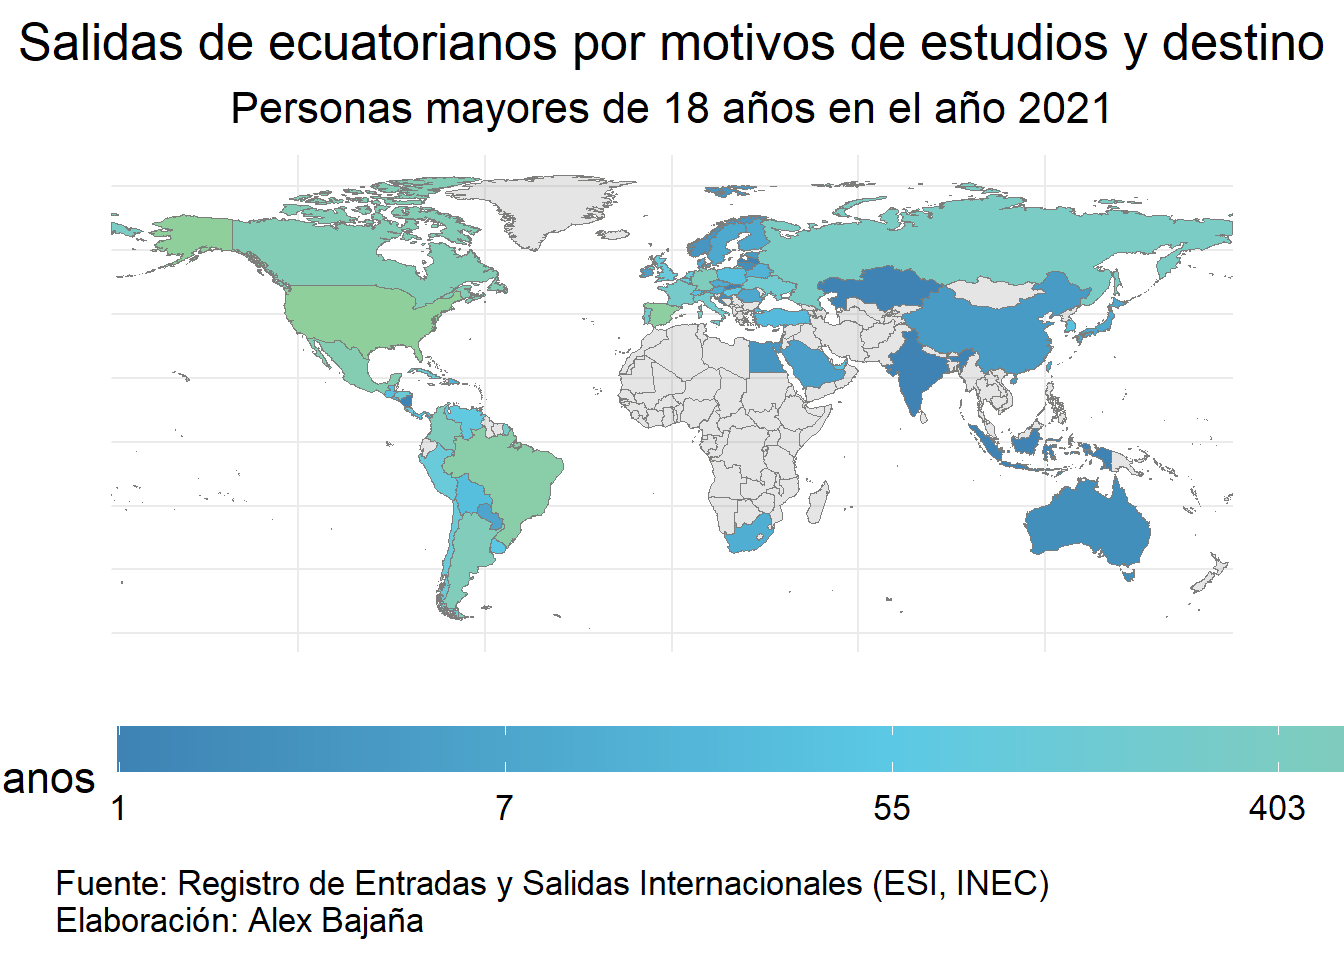 Salidas de ecuatorianos por motivos de estudios y destino
Personas mayores de 18 años en el año 2021
anos
1 7 55 403
Fuente: Registro de Entradas y Salidas Internacionales (ESI, INEC)
Elaboración: Alex Bajaña